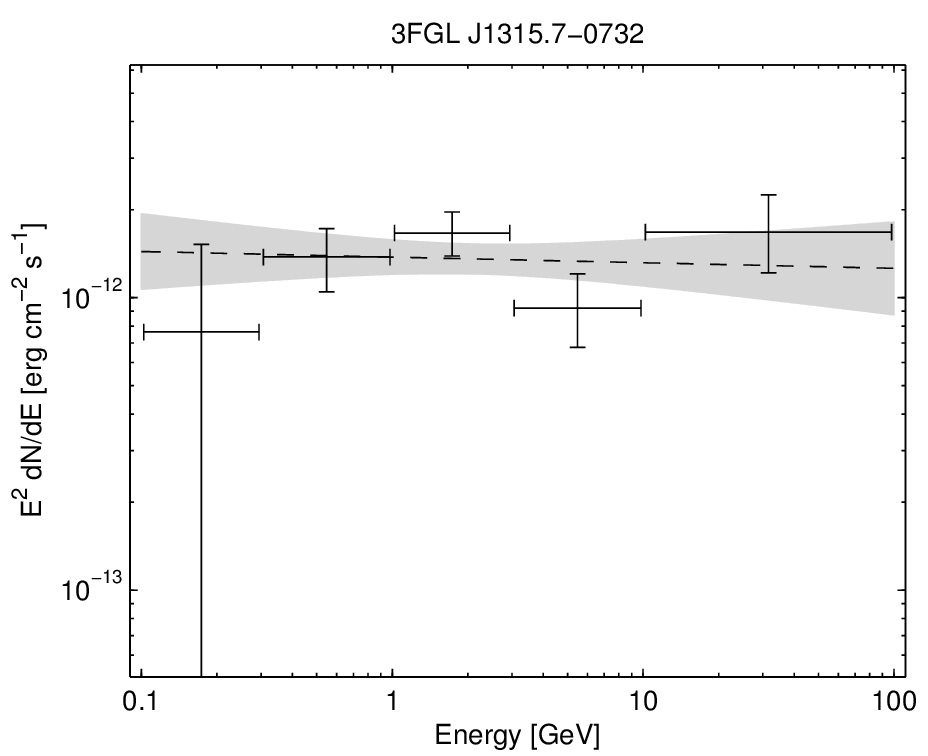 3FGL J1315.7−0732
E² dN/dE [erg cm⁻² s⁻¹]
10⁻¹²
10⁻¹³
0.1 1 10 100
Energy [GeV]